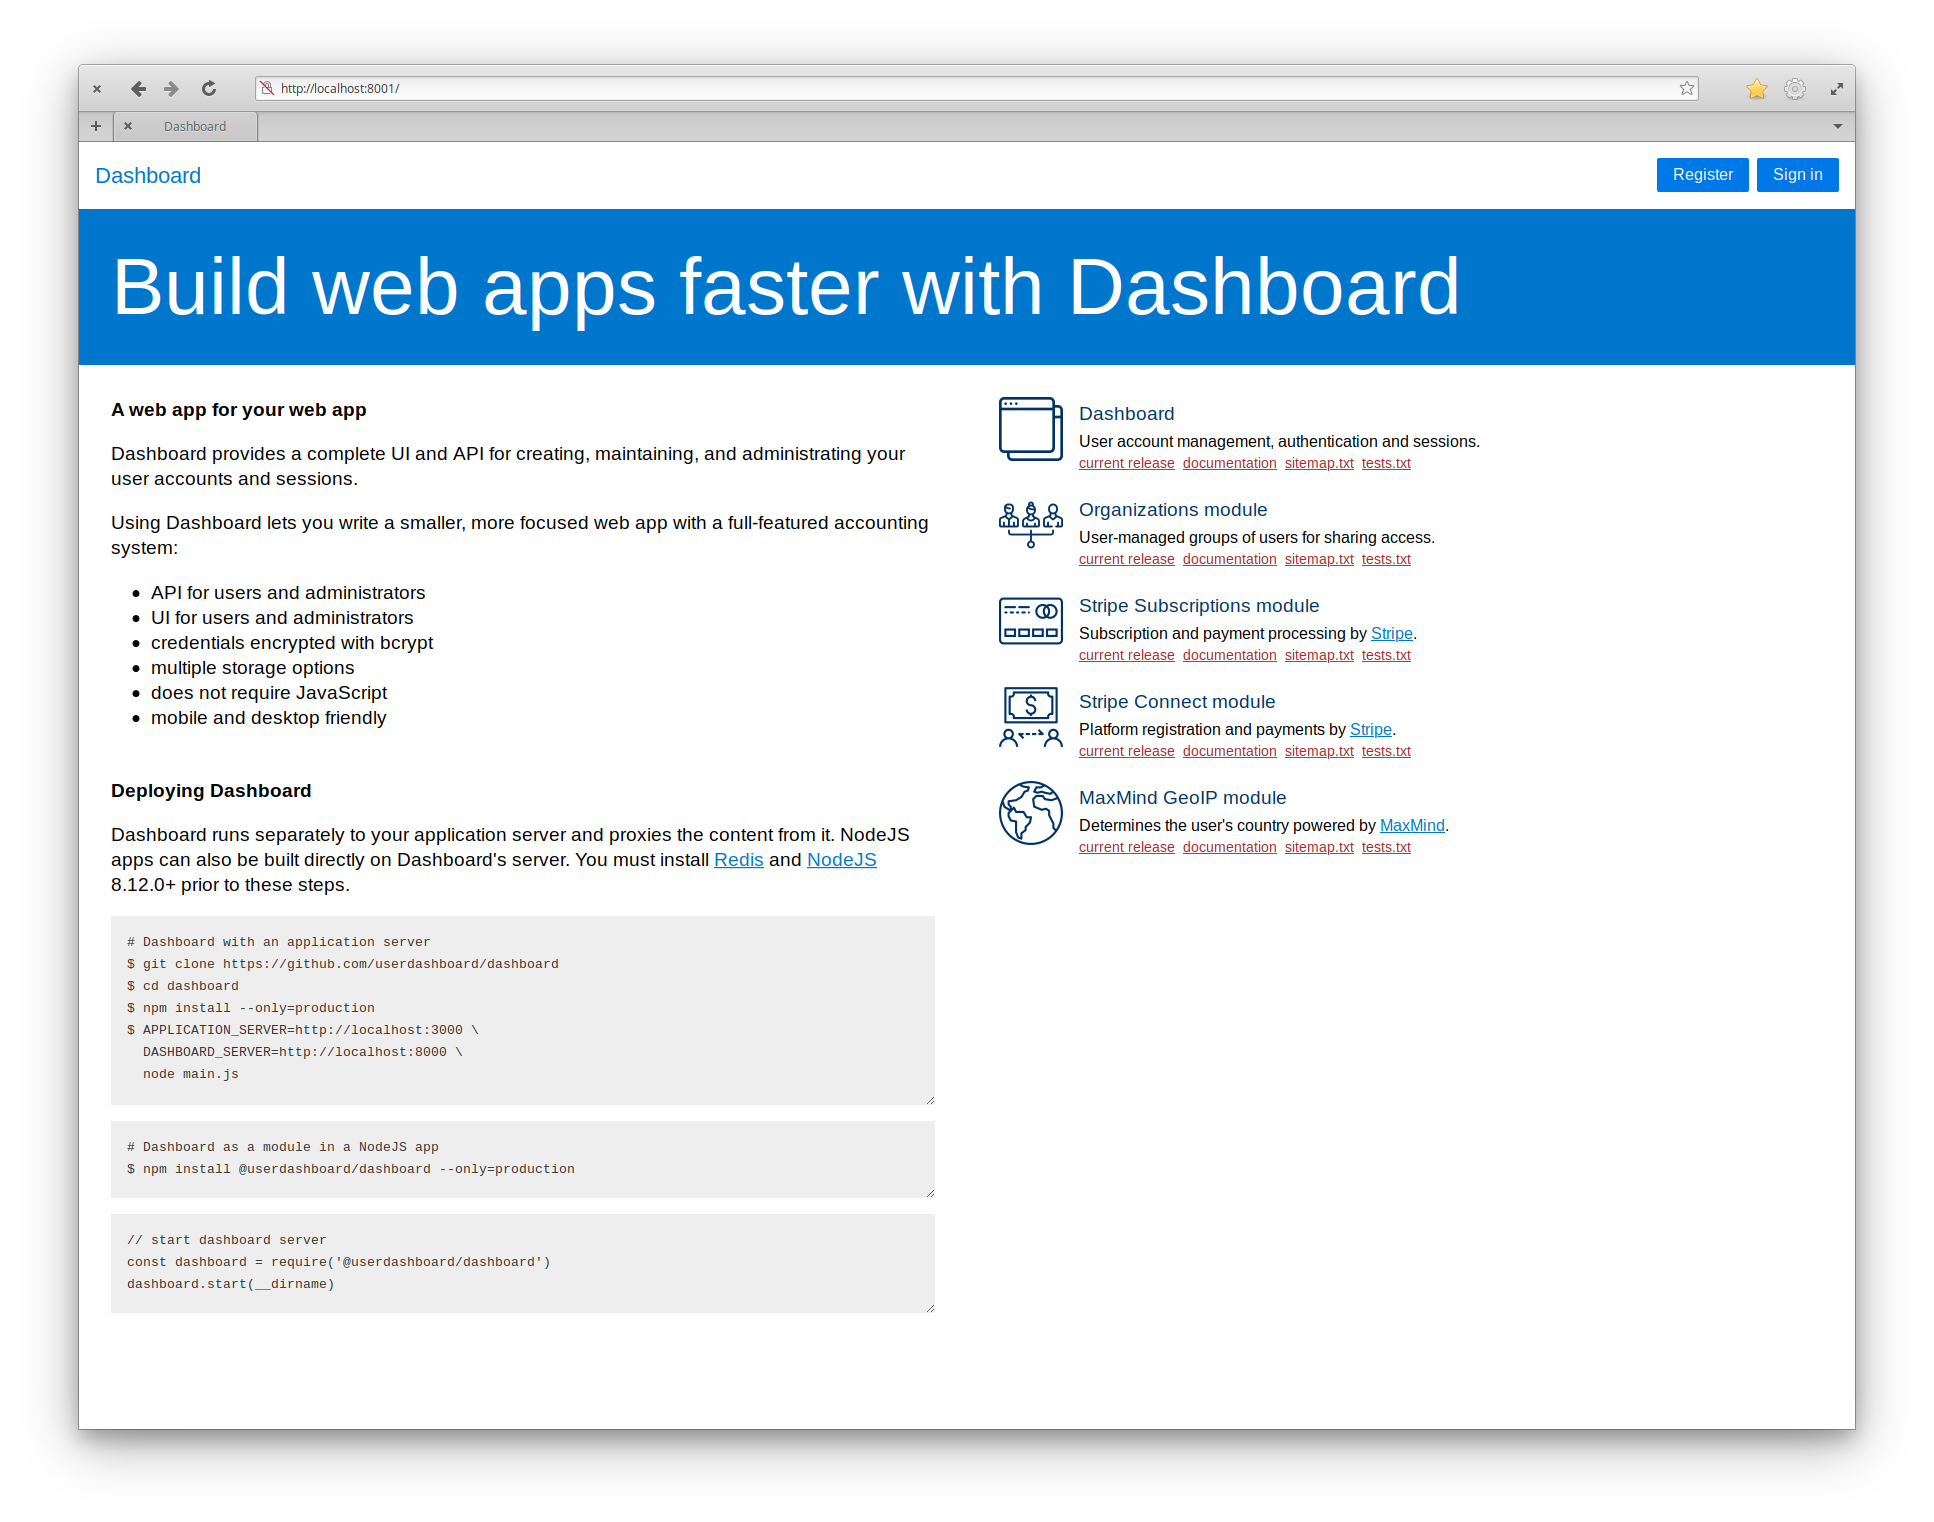 http://localhost:8001/
Dashboard
Dashboard
Register Sign in
Build web apps faster with Dashboard
A web app for your web app
Dashboard provides a complete UI and API for creating, maintaining, and administrating your
user accounts and sessions.
Using Dashboard lets you write a smaller, more focused web app with a full-featured accounting
system:
• API for users and administrators
• UI for users and administrators
• credentials encrypted with bcrypt
• multiple storage options
• does not require JavaScript
• mobile and desktop friendly
Deploying Dashboard
Dashboard runs separately to your application server and proxies the content from it. NodeJS
apps can also be built directly on Dashboard's server. You must install Redis and NodeJS
8.12.0+ prior to these steps.
# Dashboard with an application server
$ git clone https://github.com/userdashboard/dashboard
$ cd dashboard
$ npm install --only=production
$ APPLICATION_SERVER=http://localhost:3000 \
DASHBOARD_SERVER=http://localhost:8000 \
node main.js
# Dashboard as a module in a NodeJS app
$ npm install @userdashboard/dashboard --only=production
// start dashboard server
const dashboard = require('@userdashboard/dashboard')
dashboard.start(__dirname)
Dashboard
User account management, authentication and sessions.
current release documentation sitemap.txt tests.txt
Organizations module
User-managed groups of users for sharing access.
current release documentation sitemap.txt tests.txt
Stripe Subscriptions module
Subscription and payment processing by Stripe.
current release documentation sitemap.txt tests.txt
$
Stripe Connect module
Platform registration and payments by Stripe.
current release documentation sitemap.txt tests.txt
MaxMind GeoIP module
Determines the user's country powered by MaxMind.
current release documentation sitemap.txt tests.txt